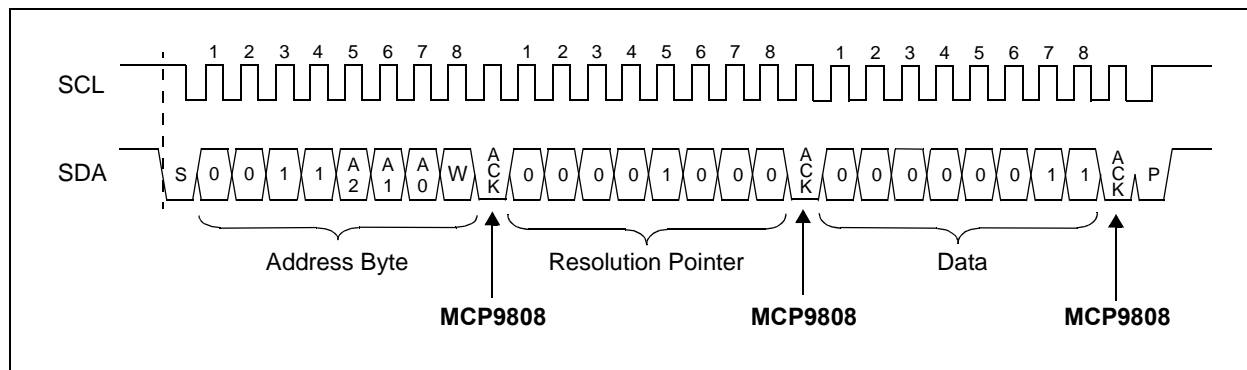 1 2 3 4 5 6 7 8 1 2 3 4 5 6 7 8 1 2 3 4 5 6 7 8
SCL
SDA S 0 0 1 1 A2 A1 A0 W ACK 0 0 0 0 1 0 0 0 ACK 0 0 0 0 0 0 1 1 ACK P
Address Byte Resolution Pointer Data
MCP9808 MCP9808 MCP9808